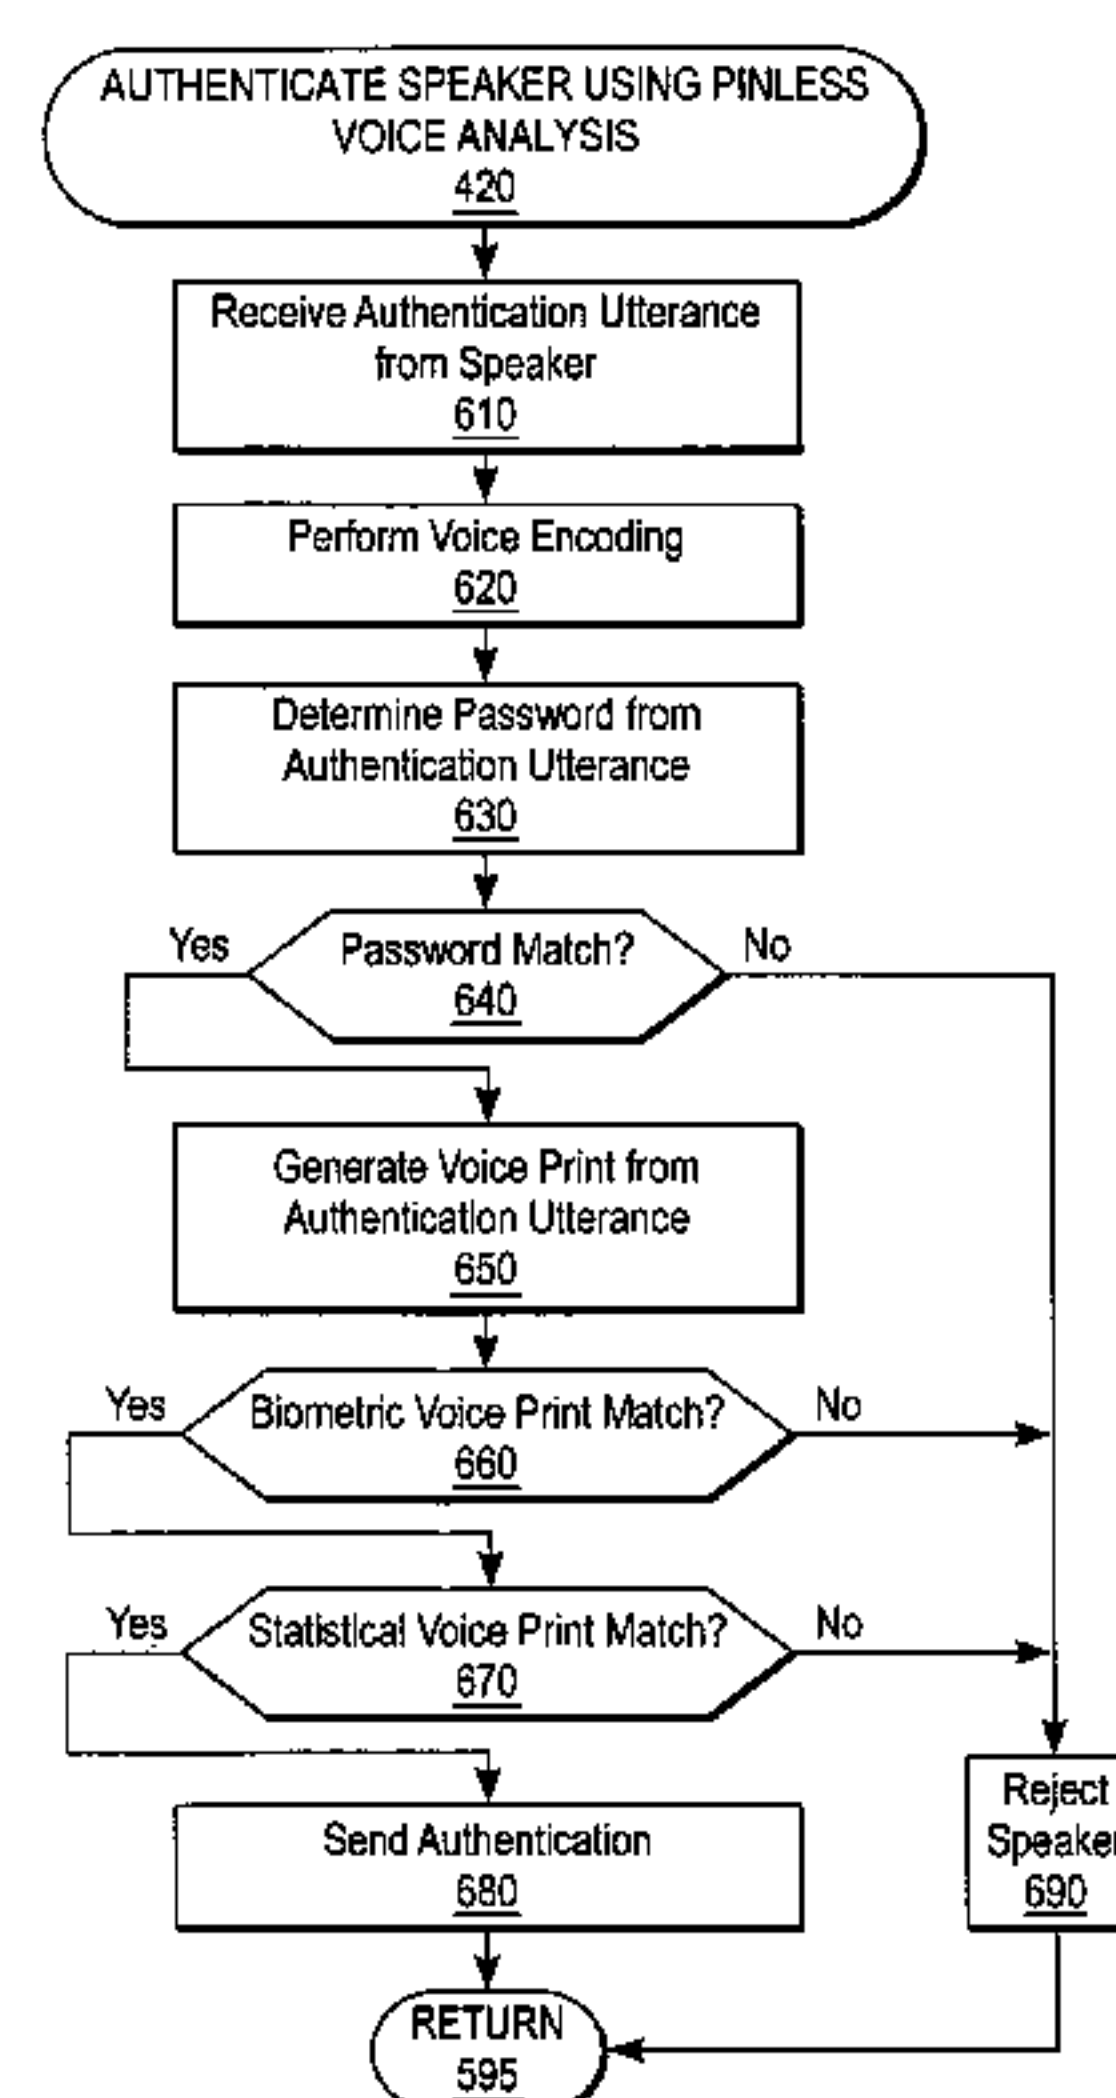 AUTHENTICATE SPEAKER USING PINLESS
VOICE ANALYSIS
420
Receive Authentication Utterance
from Speaker
610
Perform Voice Encoding
620
Determine Password from
Authentication Utterance
630
Yes
Password Match?
640
No
Generate Voice Print from
Authentication Utterance
650
Yes
Biometric Voice Print Match?
660
No
Yes
Statistical Voice Print Match?
670
No
Send Authentication
680
Reject
Speaker
690
RETURN
595